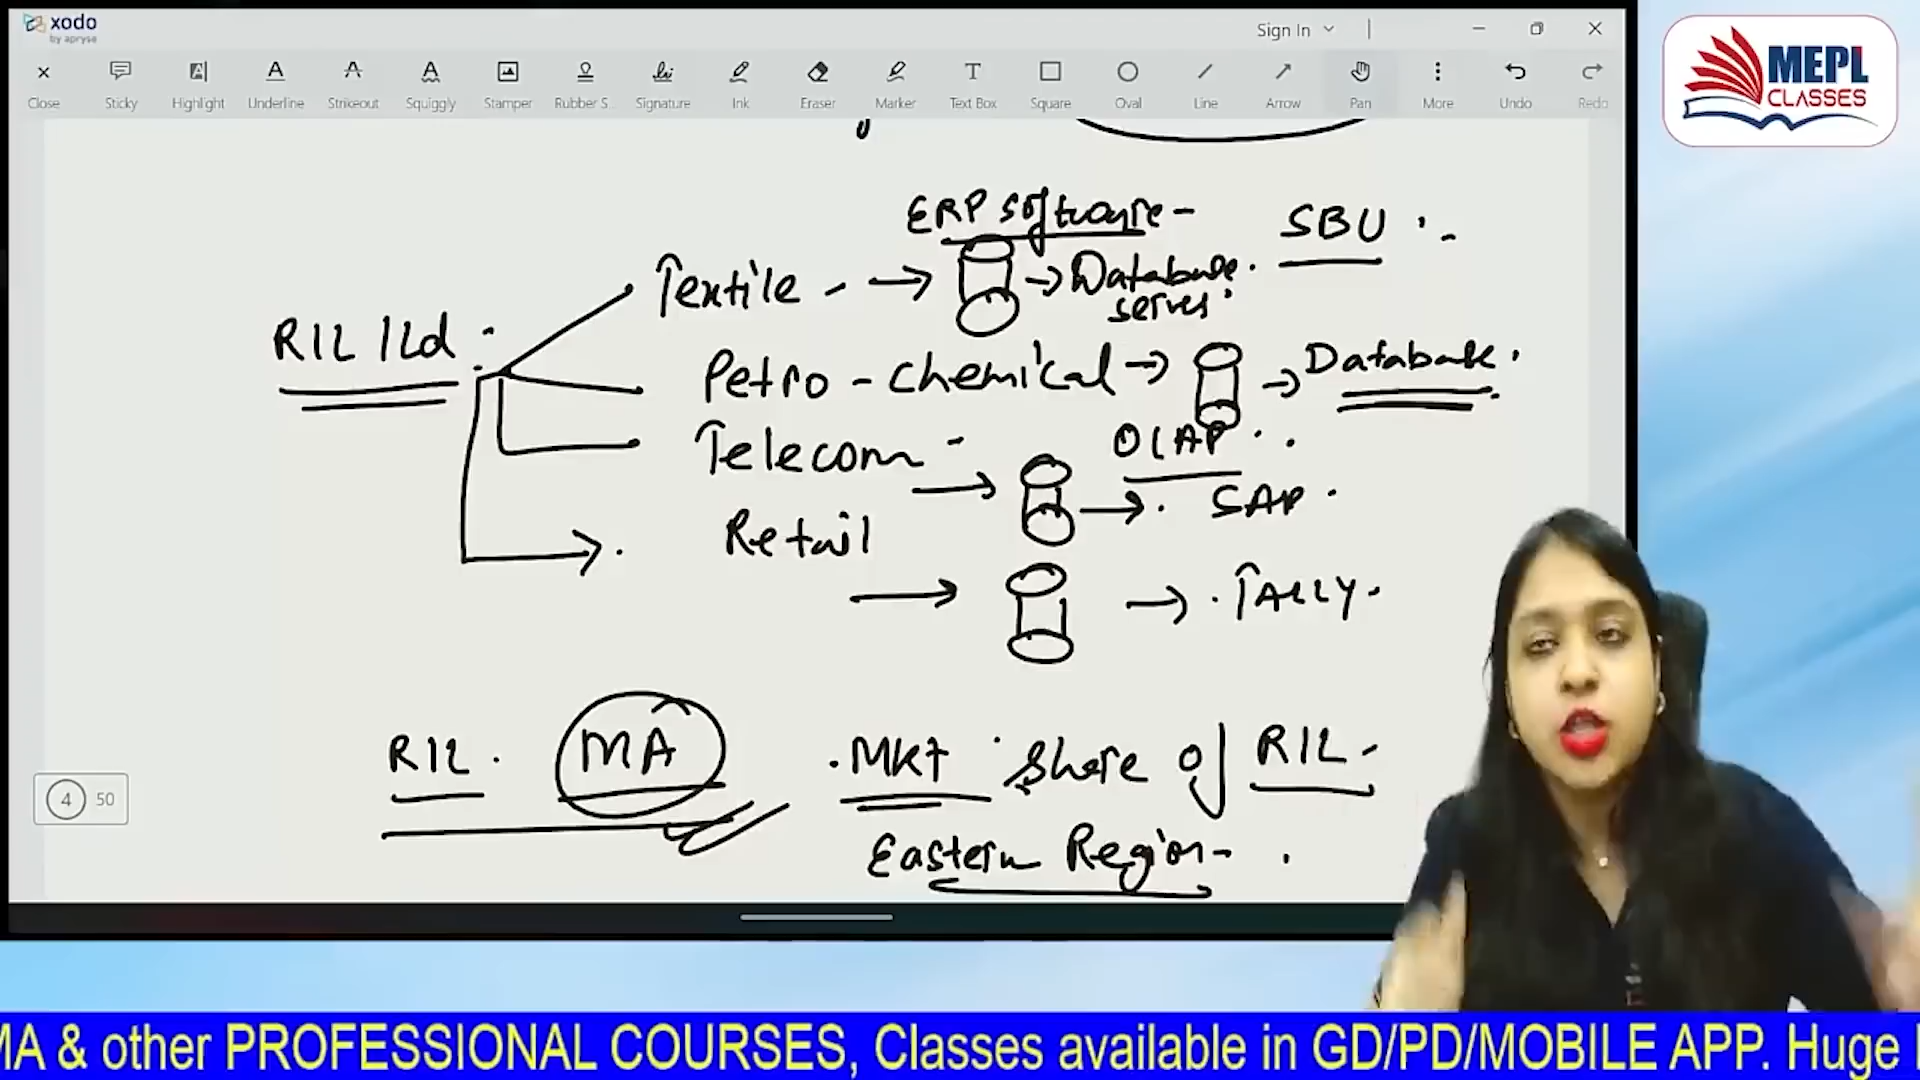 xodo
by apryse
Sign In
Close
Sticky
Highlight
Underline
Strikeout
Squiggly
Stamper
Rubber S...
Signature
Ink
Eraser
Marker
Text Box
Square
Oval
Line
Arrow
Pan
More
Undo
Redo
MEPL
CLASSES
ERP Software -
SBU
Textile - → → Database
server
RIL Ltd
Petro - chemical → → Database
Telecom - OLAP
→ → SAP
Retail
→ → TALLY
RIL. MA
MKt share of RIL -
Eastern Region -
4 50
MA & other PROFESSIONAL COURSES, Classes available in GD/PD/MOBILE APP. Huge